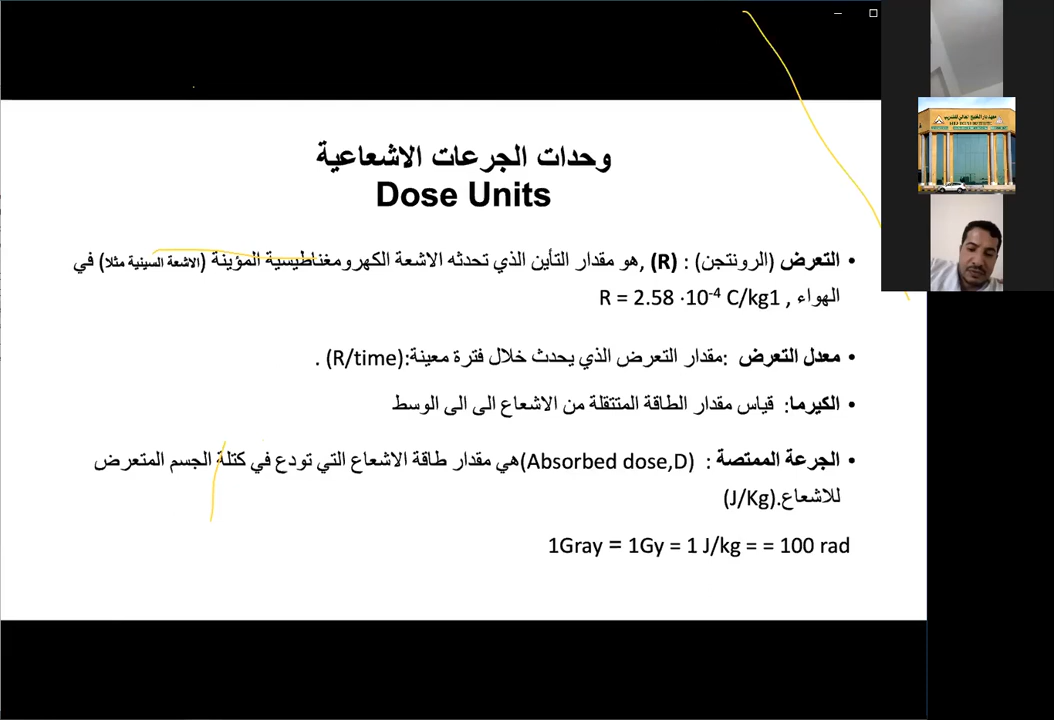 وحدات الجرعات الاشعاعية
Dose Units
• التعرض (الرونتجن) : (R) ,هو مقدار التأين الذي تحدثه الاشعة الكهرومغناطيسية المؤينة (الاشعة السينية مثلا) في
الهواء , R = 2.58 ·10-4 C/kg1
• معدل التعرض :مقدار التعرض الذي يحدث خلال فترة معينة:(R/time) .
• الكيرما: قياس مقدار الطاقة المتتقلة من الاشعاع الى الى الوسط
• الجرعة الممتصة : (Absorbed dose,D)هي مقدار طاقة الاشعاع التي تودع في كتلة الجسم المتعرض
للاشعاع.(J/Kg)
1Gray = 1Gy = 1 J/kg = = 100 rad